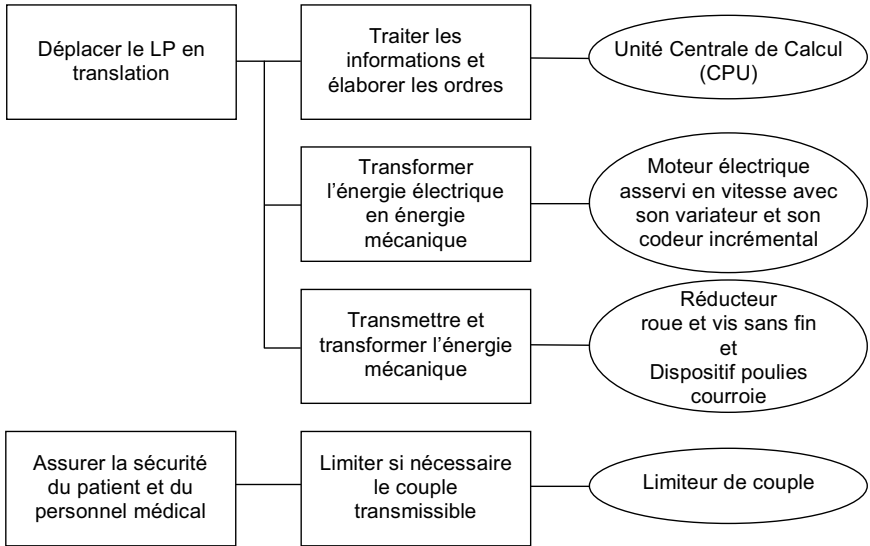 Déplacer le LP en
translation
Traiter les
informations et
élaborer les ordres
Unité Centrale de Calcul
(CPU)
Transformer
l’énergie électrique
en énergie
mécanique
Moteur électrique
asservi en vitesse avec
son variateur et son
codeur incrémental
Transmettre et
transformer l’énergie
mécanique
Réducteur
roue et vis sans fin
et
Dispositif poulies
courroie
Assurer la sécurité
du patient et du
personnel médical
Limiter si nécessaire
le couple
transmissible
Limiteur de couple